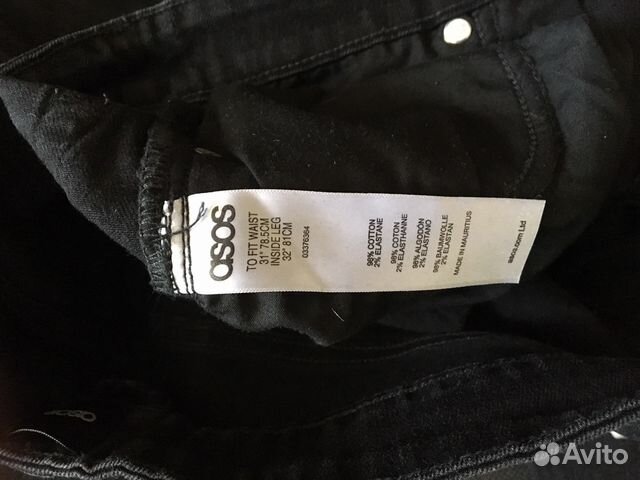 asos
TO FIT WAIST
31" 78.5CM
INSIDE LEG
32" 81CM
03376364
98% COTTON
2% ELASTANE
98% COTON
2% ELASTHANNE
98% ALGODÓN
2% ELASTANO
98% BAUMWOLLE
2% ELASTAN
MADE IN MAURITIUS
asos.com Ltd
asos
Avito